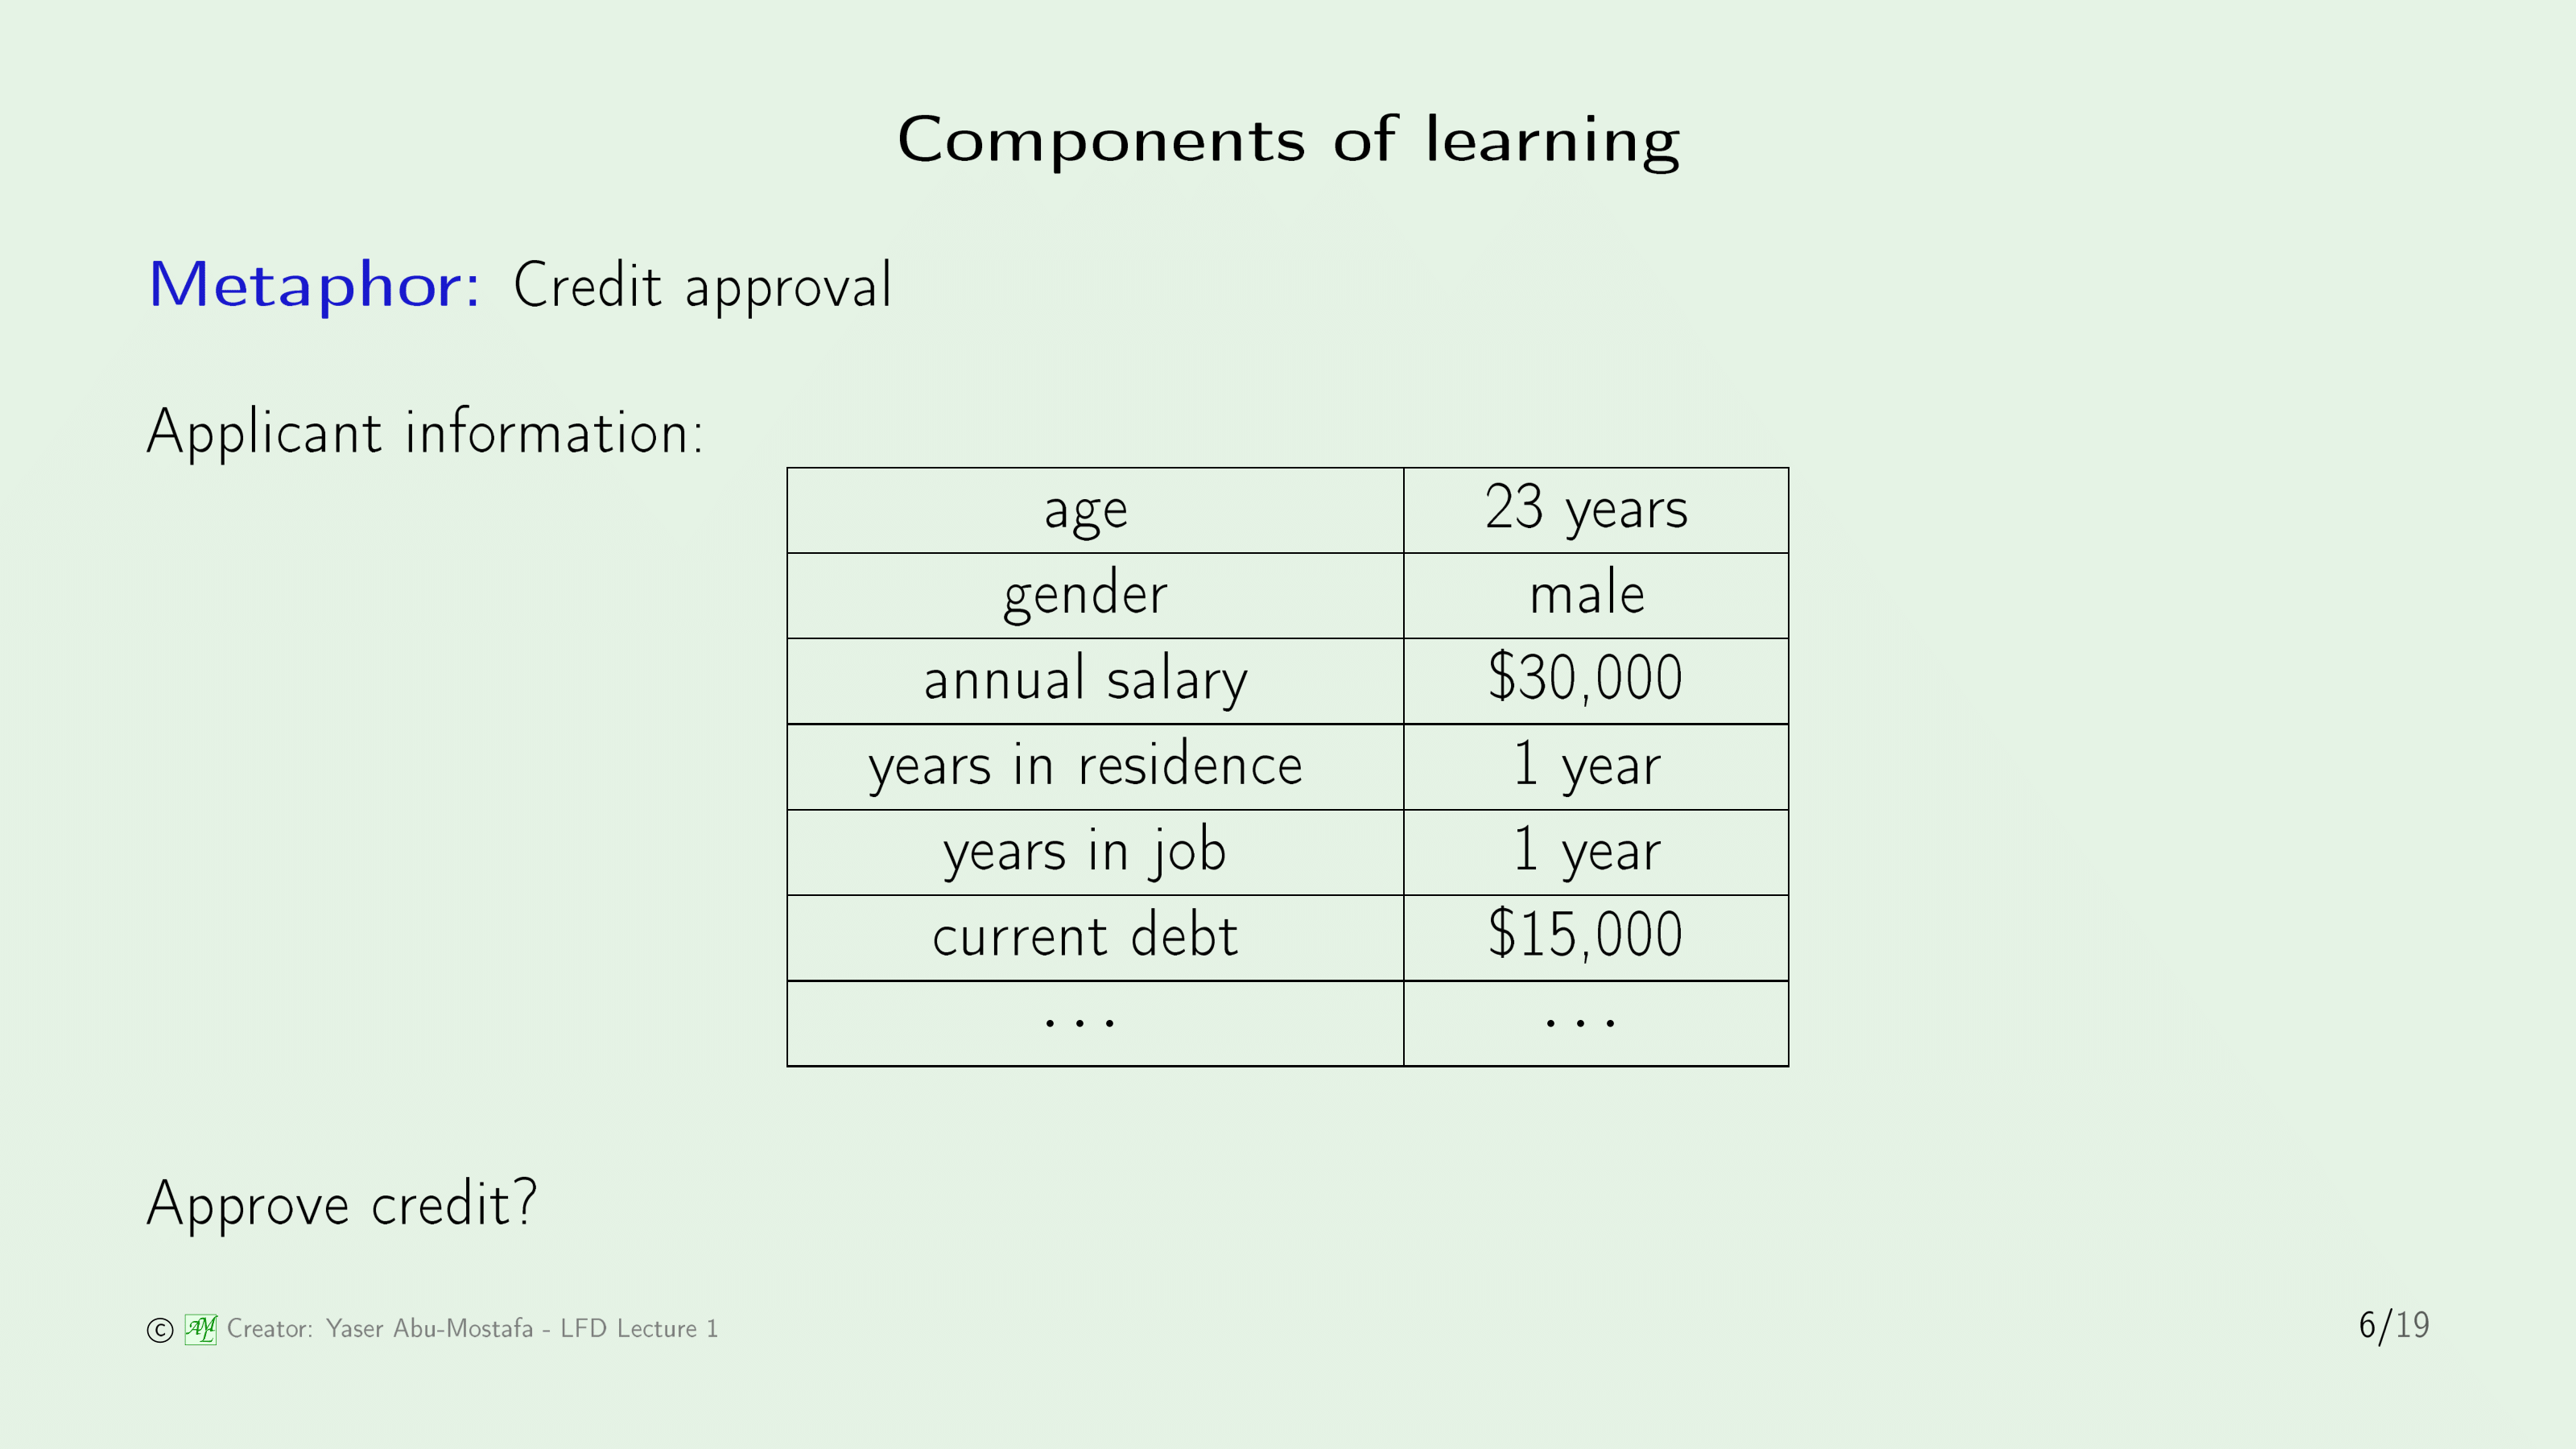 Components of learning
Metaphor: Credit approval
Applicant information:
age 23 years
gender male
annual salary $30,000
years in residence 1 year
years in job 1 year
current debt $15,000
· · · · · ·
Approve credit?
© AML Creator: Yaser Abu-Mostafa - LFD Lecture 1 6/19